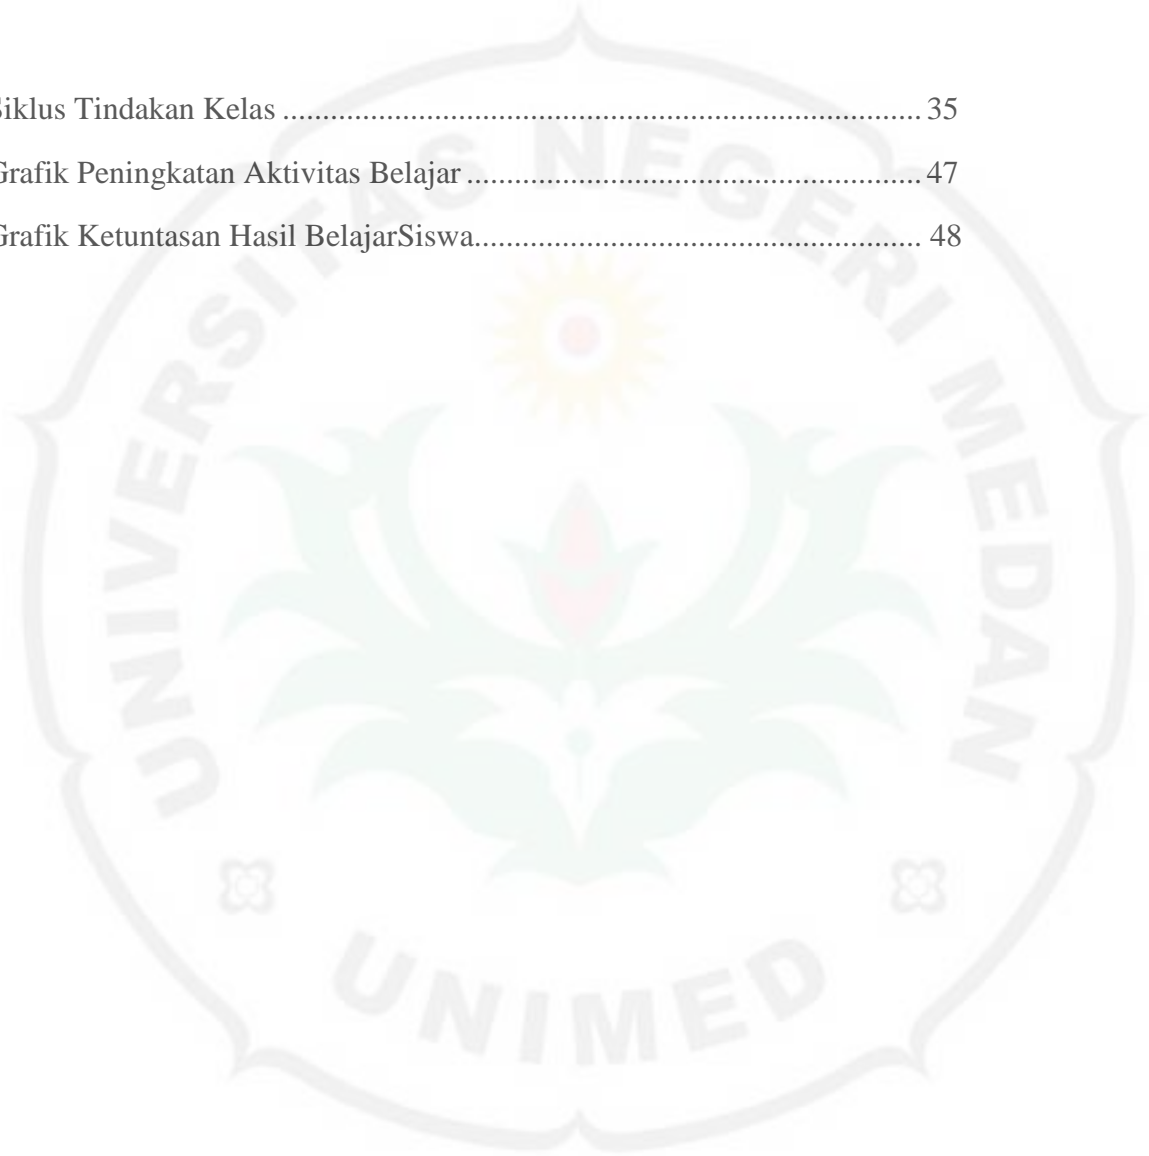 Siklus Tindakan Kelas ................................................................................ 35
Grafik Peningkatan Aktivitas Belajar ......................................................... 47
Grafik Ketuntasan Hasil BelajarSiswa........................................................ 48
UNIVERSITAS NEGERI MEDAN
UNIMED